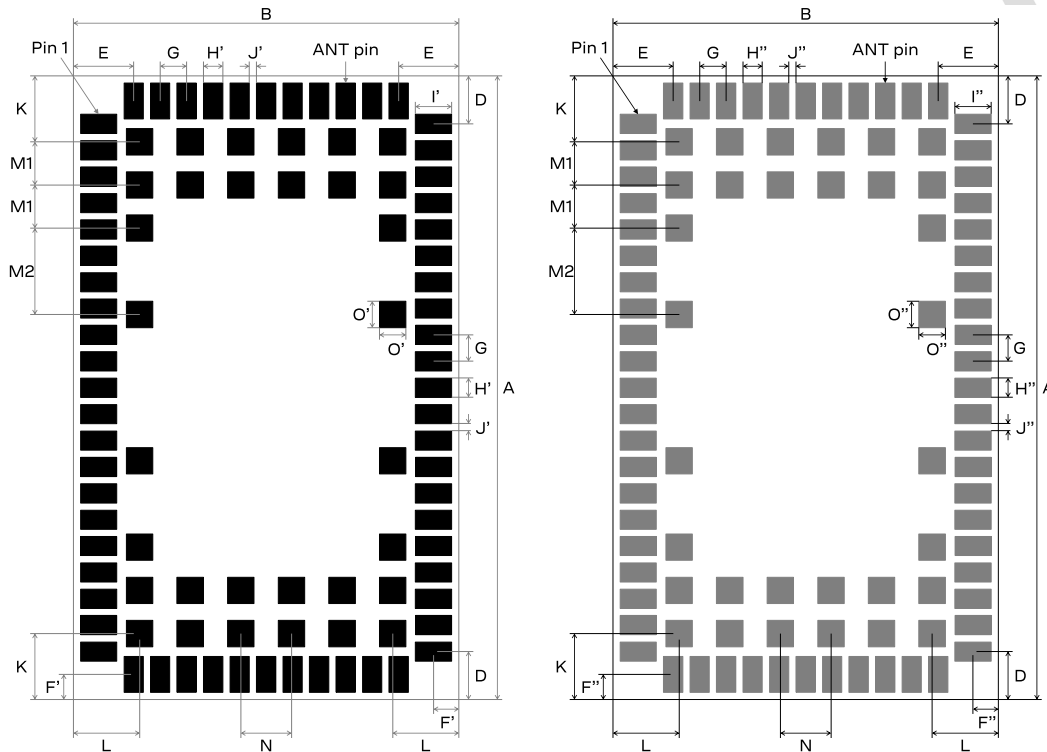 B
E G H' J' ANT pin E
Pin 1
K
I'
D
M1
M1
M2
O'
O'
G
H'
A
J'
K
F'
D
F'
L N L
B
E G H" J" ANT pin E
Pin 1
K
I"
D
M1
M1
M2
O"
O"
G
H"
A
J"
K
F"
D
F"
L N L